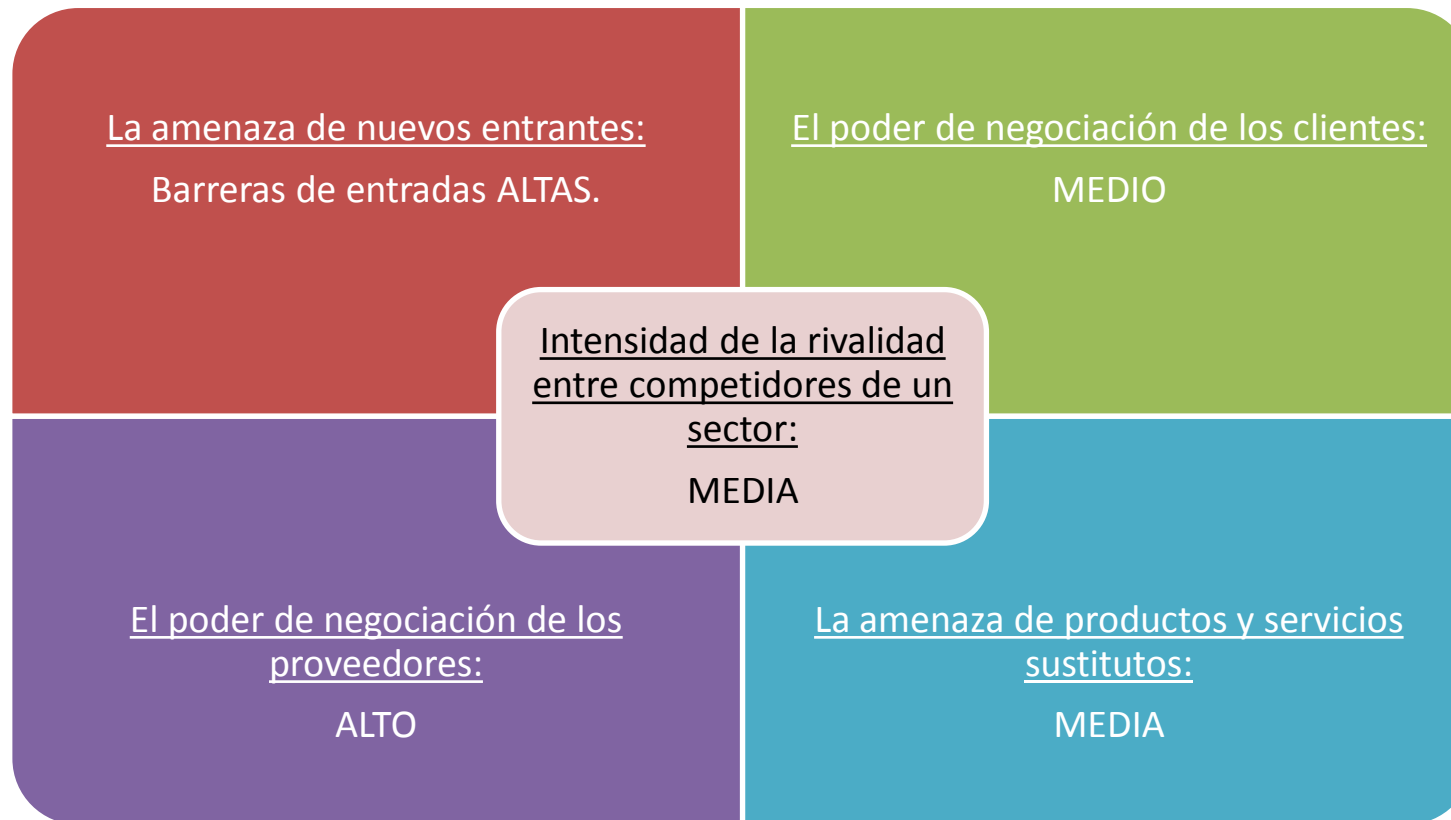 La amenaza de nuevos entrantes:
Barreras de entradas ALTAS.
El poder de negociación de los clientes:
MEDIO
Intensidad de la rivalidad
entre competidores de un
sector:
MEDIA
El poder de negociación de los
proveedores:
ALTO
La amenaza de productos y servicios
sustitutos:
MEDIA